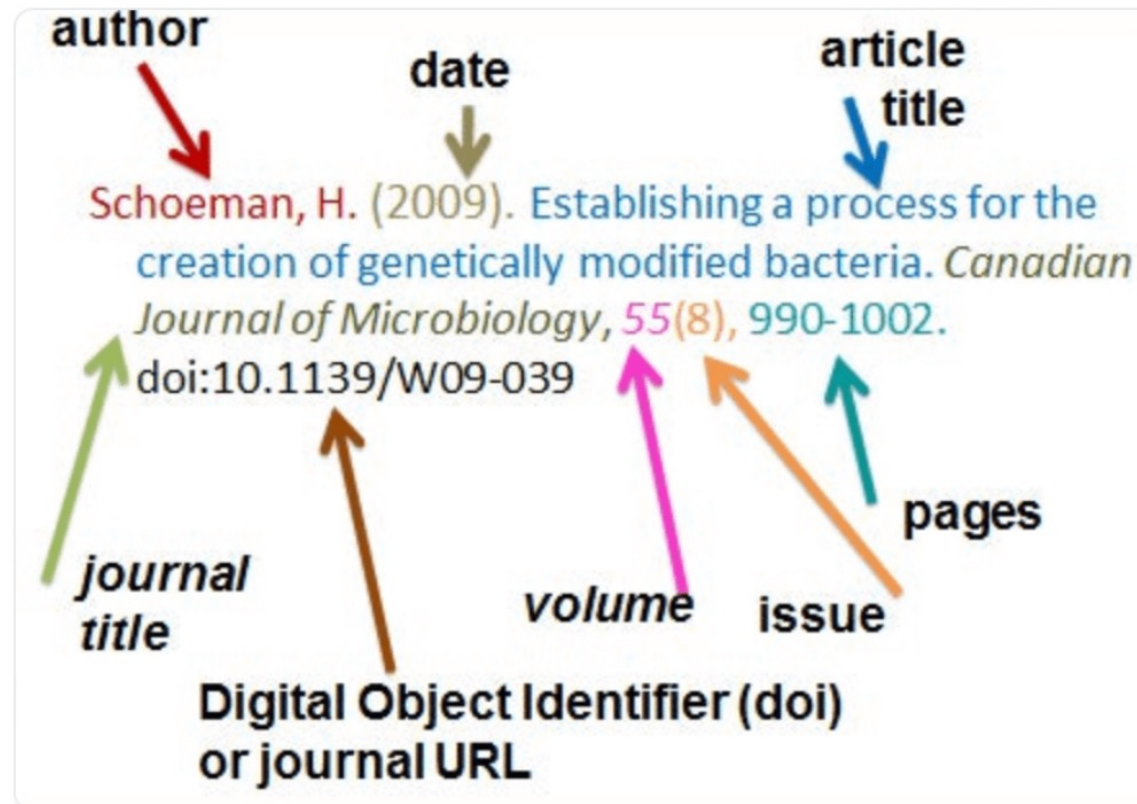 author
date
article
title
Schoeman, H. (2009). Establishing a process for the
creation of genetically modified bacteria. Canadian
Journal of Microbiology, 55(8), 990-1002.
doi:10.1139/W09-039
pages
journal
title
volume
issue
Digital Object Identifier (doi)
or journal URL